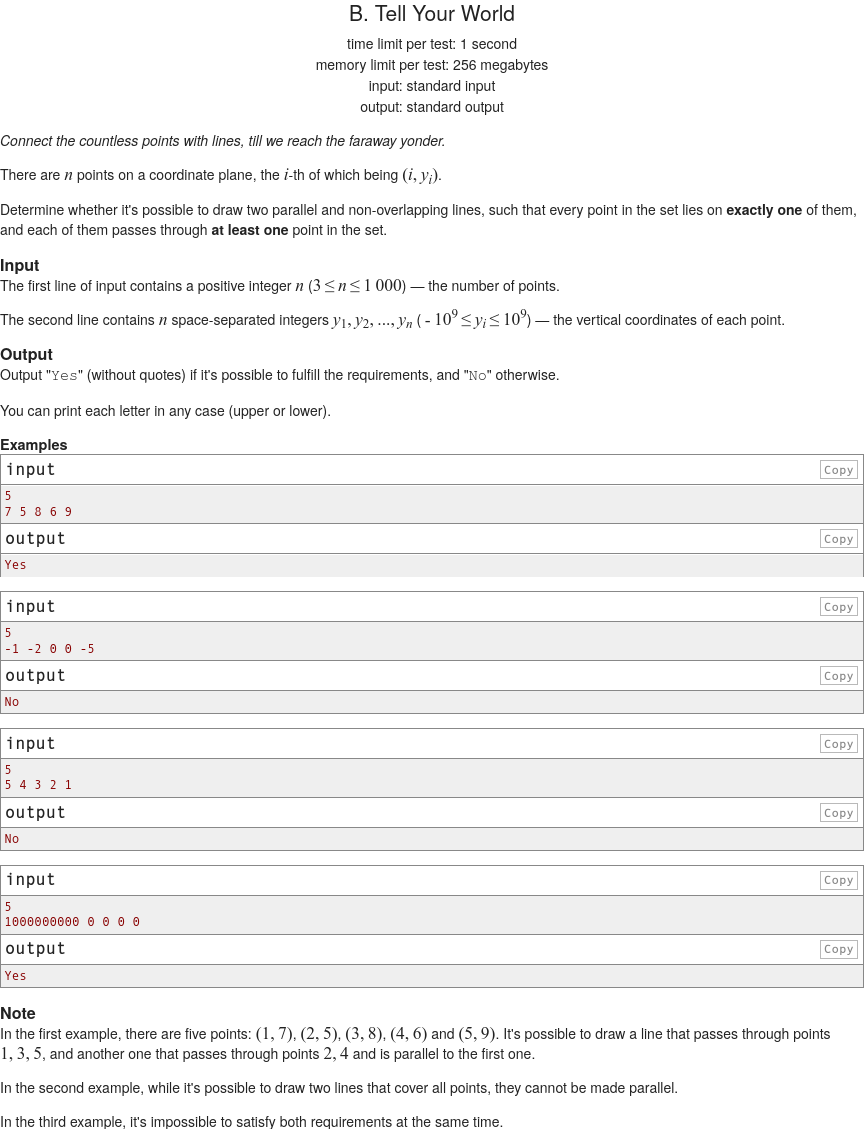 B. Tell Your World
time limit per test: 1 second
memory limit per test: 256 megabytes
input: standard input
output: standard output
Connect the countless points with lines, till we reach the faraway yonder.
There are n points on a coordinate plane, the i-th of which being (i, y_i).
Determine whether it's possible to draw two parallel and non-overlapping lines, such that every point in the set lies on exactly one of them,
and each of them passes through at least one point in the set.
Input
The first line of input contains a positive integer n (3 ≤ n ≤ 1 000) — the number of points.
The second line contains n space-separated integers y_1, y_2, ..., y_n ( - 10^9 ≤ y_i ≤ 10^9) — the vertical coordinates of each point.
Output
Output "Yes" (without quotes) if it's possible to fulfill the requirements, and "No" otherwise.
You can print each letter in any case (upper or lower).
Examples
input Copy
5
7 5 8 6 9
output Copy
Yes
input Copy
5
-1 -2 0 0 -5
output Copy
No
input Copy
5
5 4 3 2 1
output Copy
No
input Copy
5
1000000000 0 0 0 0
output Copy
Yes
Note
In the first example, there are five points: (1, 7), (2, 5), (3, 8), (4, 6) and (5, 9). It's possible to draw a line that passes through points
1, 3, 5, and another one that passes through points 2, 4 and is parallel to the first one.
In the second example, while it's possible to draw two lines that cover all points, they cannot be made parallel.
In the third example, it's impossible to satisfy both requirements at the same time.